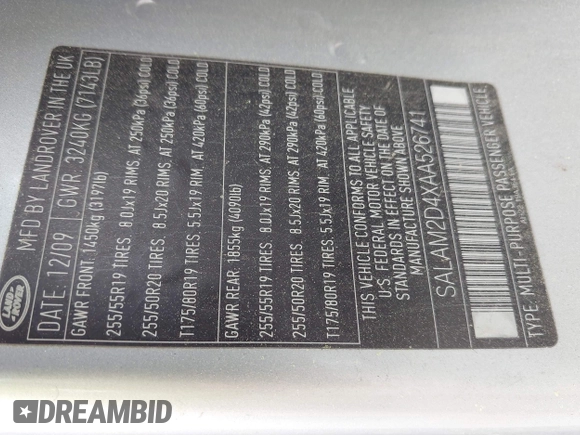 LAND
ROVER
MFD BY LANDROVER IN THE UK
DATE: 12/09 GWR. 3240KG (7143LB)
GAWR FRONT: 1450kg (3197lb)
255/55R19 TIRES. 8.0Jx19 RIMS. AT 250kPa (36psi) COLD
255/50R20 TIRES. 8.5Jx20 RIMS. AT 250kPa (36psi) COLD
T175/80R19 TIRES. 5.5Jx19 RIM. AT 420kPa (60psi) COLD
GAWR REAR. 1855kg (4090lb)
255/55R19 TIRES. 8.0Jx19 RIMS. AT 290kPa (42psi) COLD
255/50R20 TIRES. 8.5Jx20 RIMS. AT 290kPa (42psi) COLD
T175/80R19 TIRES. 5.5Jx19 RIM. AT 420kPa (60psi) COLD
THIS VEHICLE CONFORMS TO ALL APPLICABLE
U.S. FEDERAL MOTOR VEHICLE SAFETY
STANDARDS IN EFFECT ON THE DATE OF
MANUFACTURE SHOWN ABOVE
SALAM2D4XAA526741
TYPE: MULTI-PURPOSE PASSENGER VEHICLE
DREAMBID